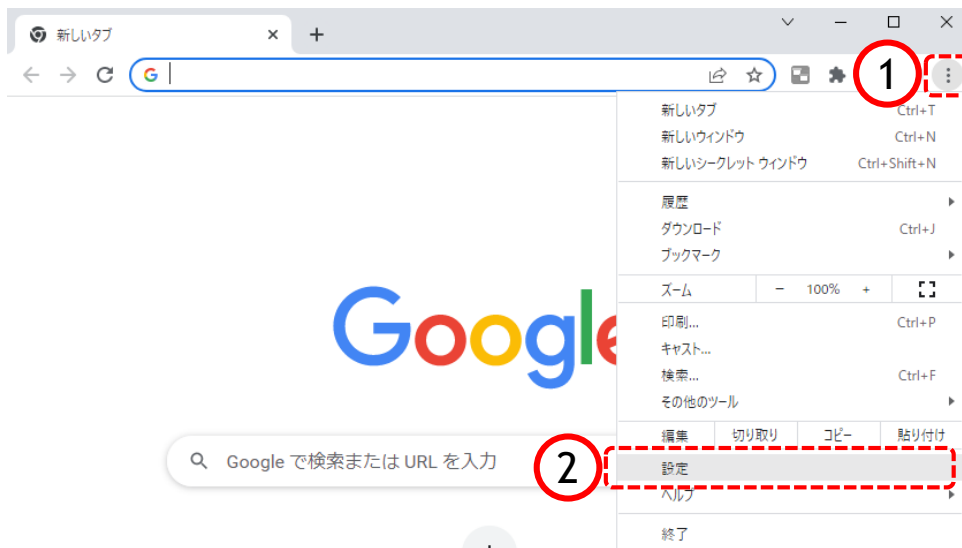 新しいタブ
1
G
新しいタブ Ctrl+T
新しいウィンドウ Ctrl+N
新しいシークレット ウィンドウ Ctrl+Shift+N
履歴
ダウンロード Ctrl+J
ブックマーク
ズーム − 100% +
Google
印刷... Ctrl+P
キャスト...
検索... Ctrl+F
その他のツール
編集 切り取り コピー 貼り付け
Google で検索または URL を入力
2
設定
ヘルプ
終了